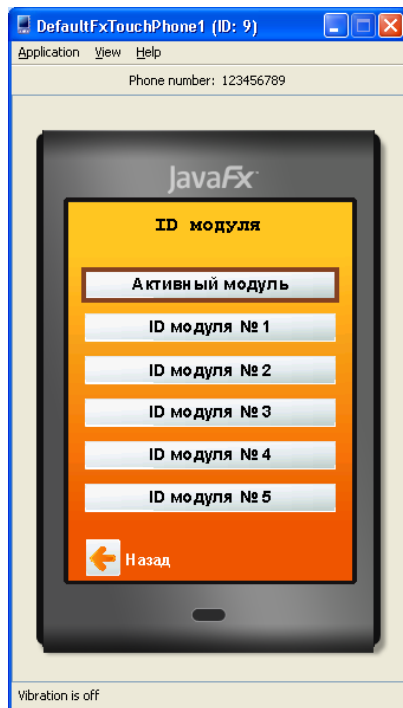 DefaultFxTouchPhone1 (ID: 9)
Application View Help
Phone number: 123456789
JavaFx
ID модуля
Активный модуль
ID модуля № 1
ID модуля № 2
ID модуля № 3
ID модуля № 4
ID модуля № 5
Назад
Vibration is off